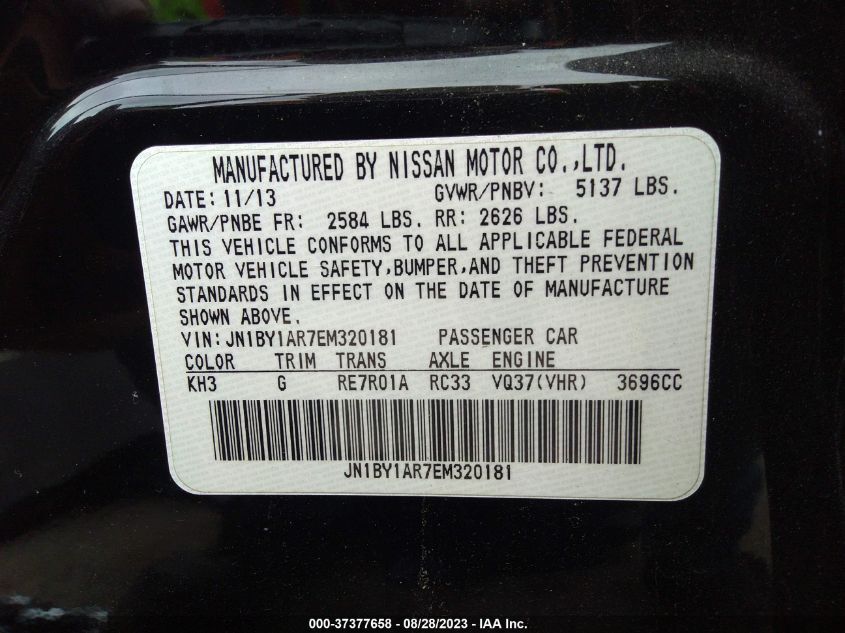 MANUFACTURED BY NISSAN MOTOR CO.,LTD.
DATE: 11/13 GVWR/PNBV: 5137 LBS.
GAWR/PNBE FR: 2584 LBS. RR: 2626 LBS.
THIS VEHICLE CONFORMS TO ALL APPLICABLE FEDERAL
MOTOR VEHICLE SAFETY,BUMPER,AND THEFT PREVENTION
STANDARDS IN EFFECT ON THE DATE OF MANUFACTURE
SHOWN ABOVE.
VIN:JN1BY1AR7EM320181 PASSENGER CAR
COLOR TRIM TRANS AXLE ENGINE
KH3 G RE7R01A RC33 VQ37(VHR) 3696CC
JN1BY1AR7EM320181
000-37377658 - 08/28/2023 - IAA Inc.